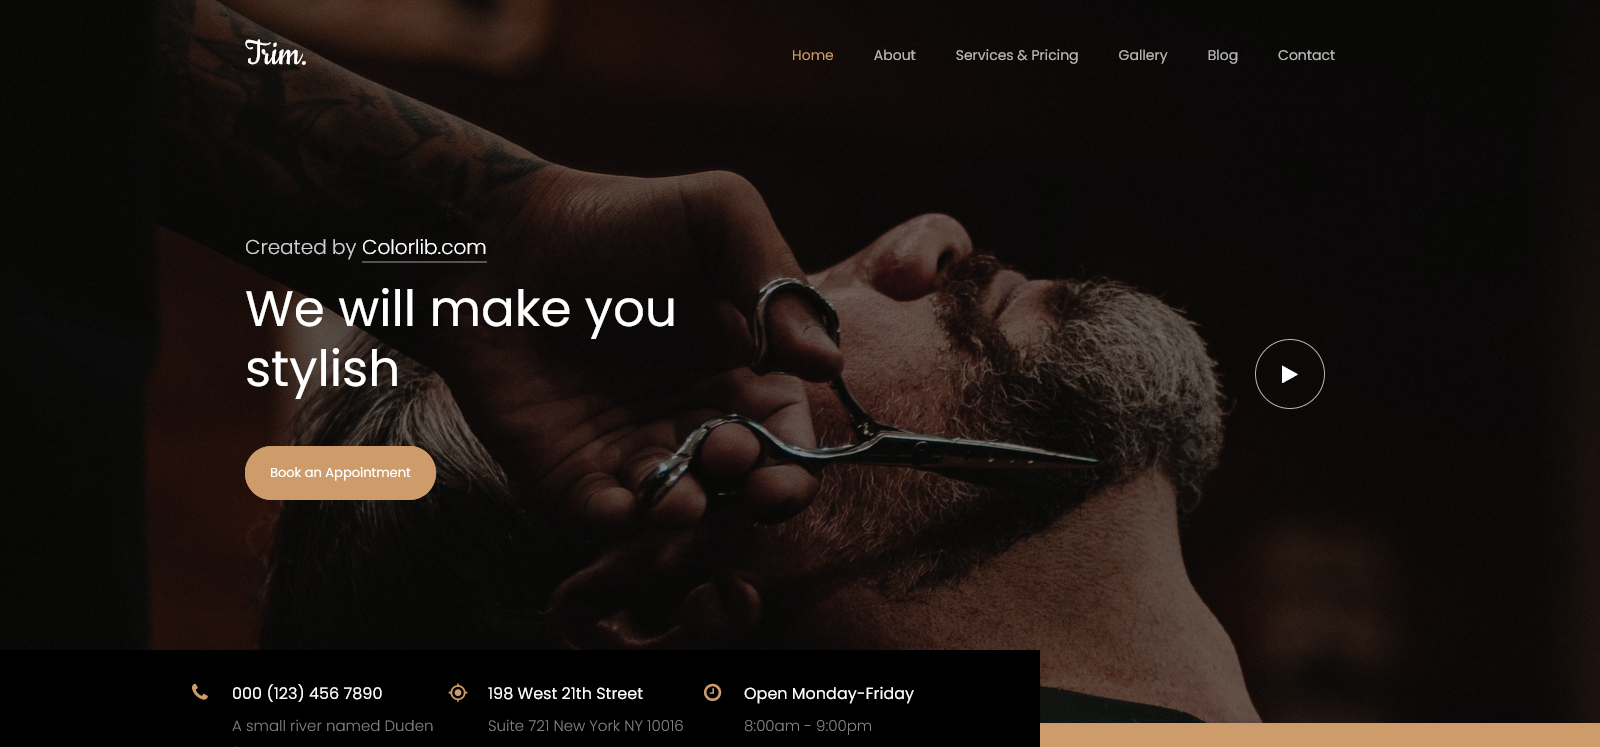 Trim.
Home About Services & Pricing Gallery Blog Contact
Created by Colorlib.com
We will make you
stylish
Book an Appointment
000 (123) 456 7890
A small river named Duden
198 West 21th Street
Suite 721 New York NY 10016
Open Monday-Friday
8:00am - 9:00pm